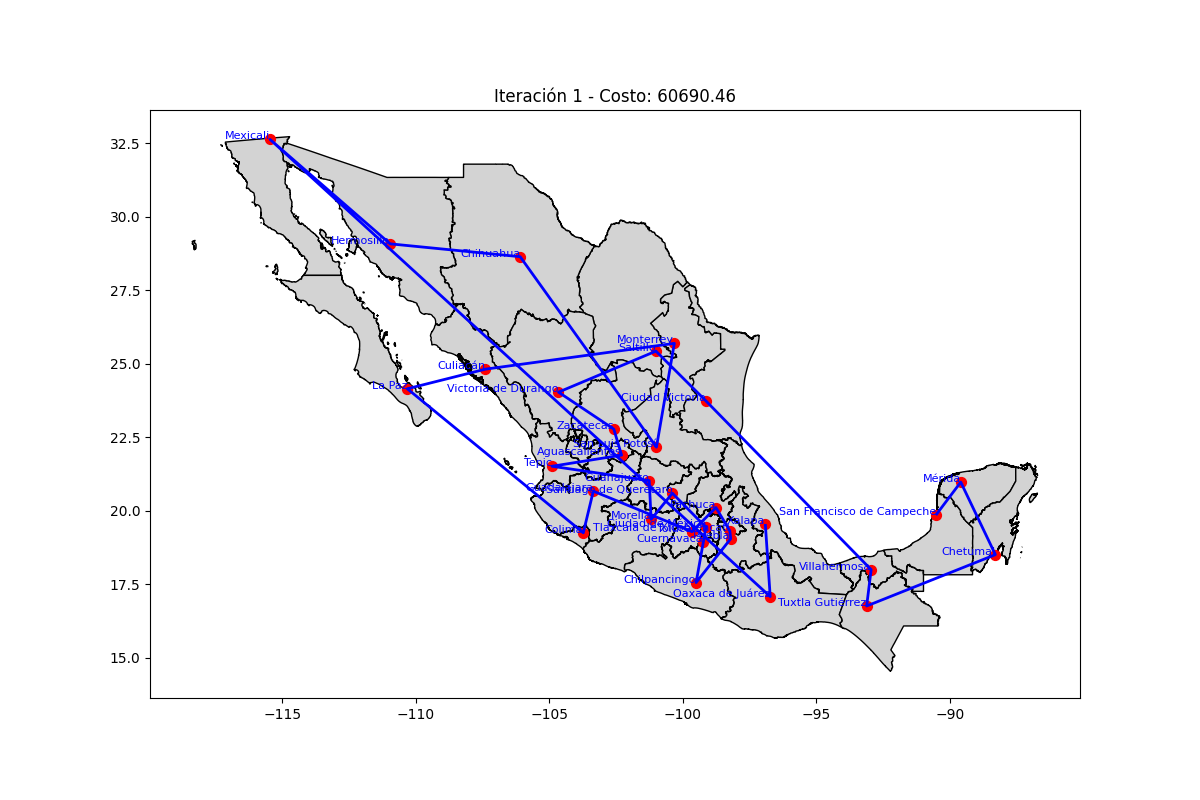 Iteración 1 - Costo: 60690.46
32.5
30.0
27.5
25.0
22.5
20.0
17.5
15.0
−115
−110
−105
−100
−95
−90
Mexicali
Hermosillo
Chihuahua
Monterrey
Saltillo
Culiacán
La Paz
Victoria de Durango
Ciudad Victoria
Zacatecas
San Luis Potosí
Aguascalientes
Tepic
Guanajuato
Guadalajara
Santiago de Querétaro
Mérida
Pachuca
San Francisco de Campeche
Morelia
Xalapa
Ciudad de México
Tlaxcala de
Colima
Cuernavaca
Chetumal
Villahermosa
Chilpancingo
Oaxaca de Juárez
Tuxtla Gutiérrez